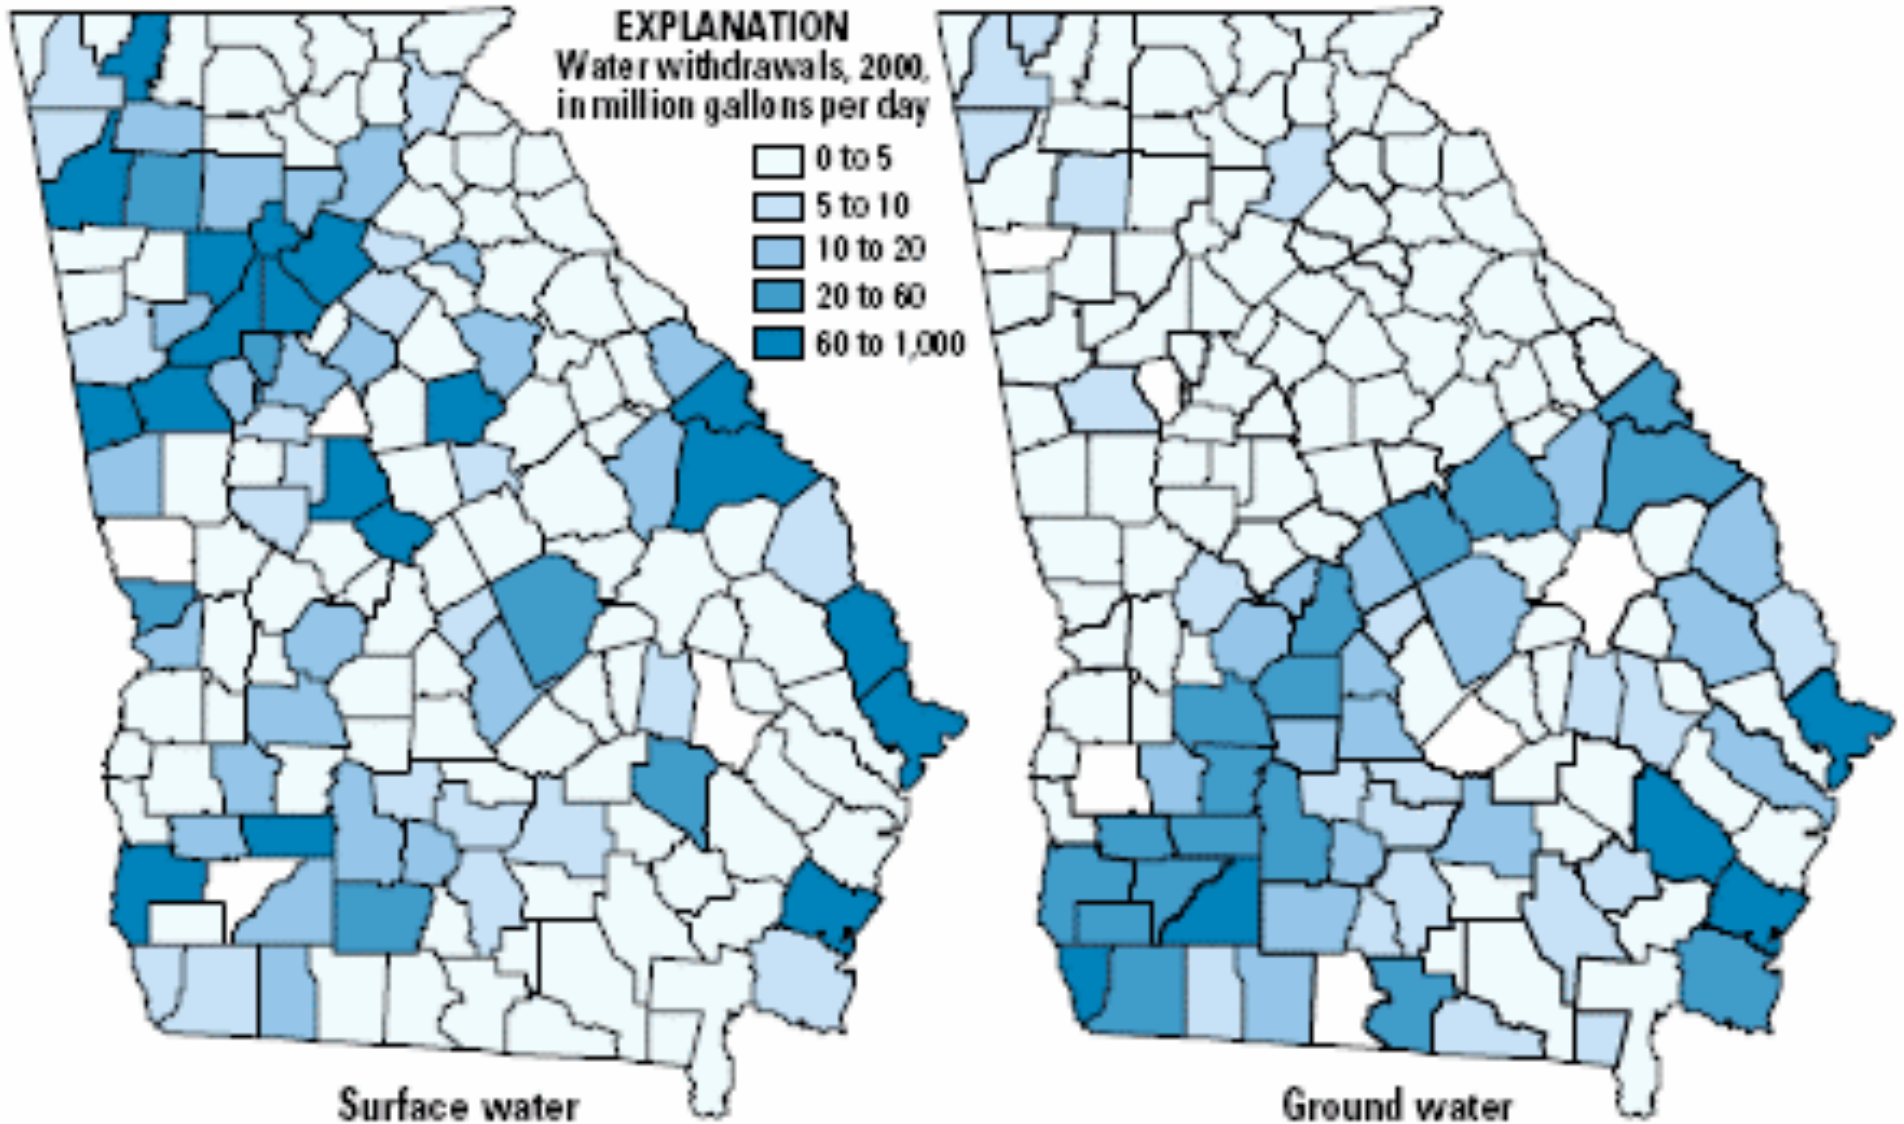 EXPLANATION
Water withdrawals, 2000,
in million gallons per day
0 to 5
5 to 10
10 to 20
20 to 60
60 to 1,000
Surface water
Ground water